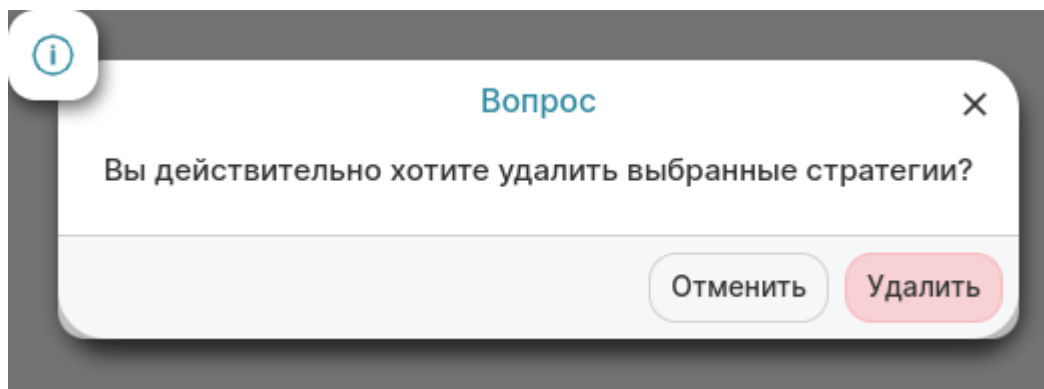 Вопрос
Вы действительно хотите удалить выбранные стратегии?
Отменить
Удалить